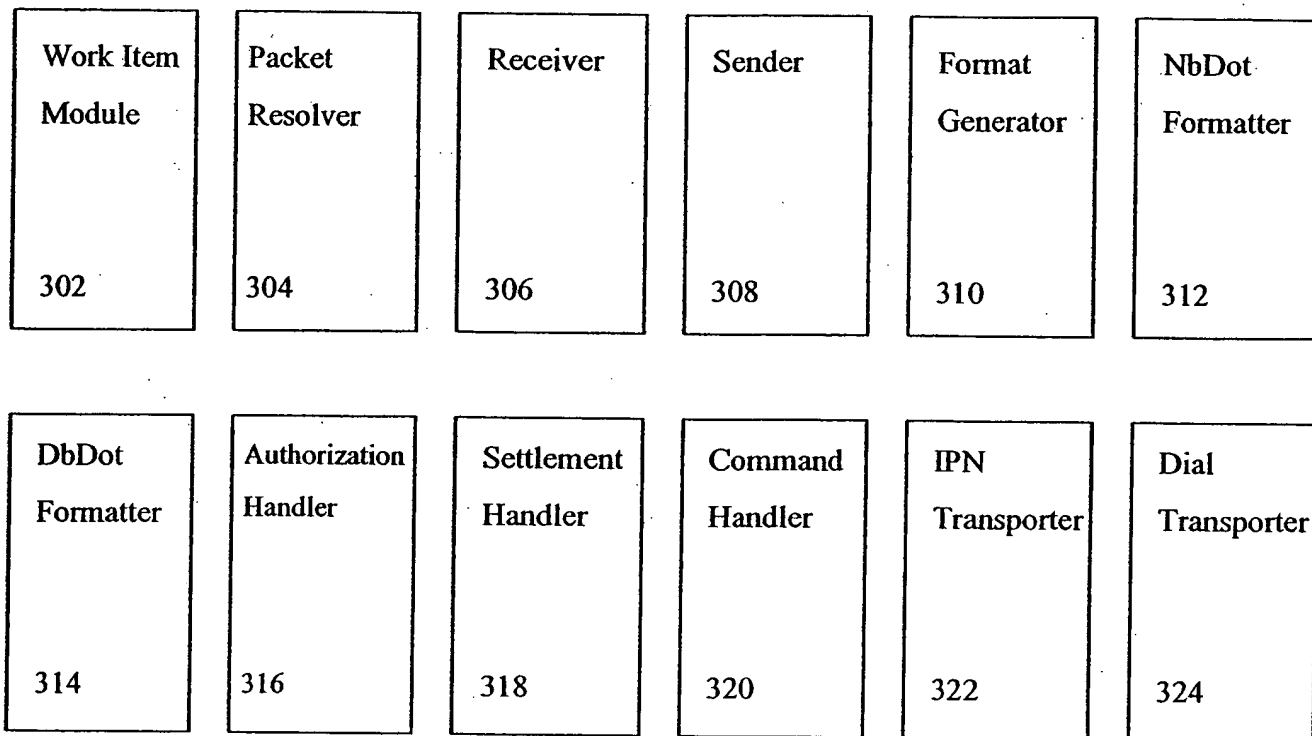 Work Item
Module
302
Packet
Resolver
304
Receiver
306
Sender
308
Format
Generator
310
NbDot
Formatter
312
DbDot
Formatter
314
Authorization
Handler
316
Settlement
Handler
318
Command
Handler
320
IPN
Transporter
322
Dial
Transporter
324